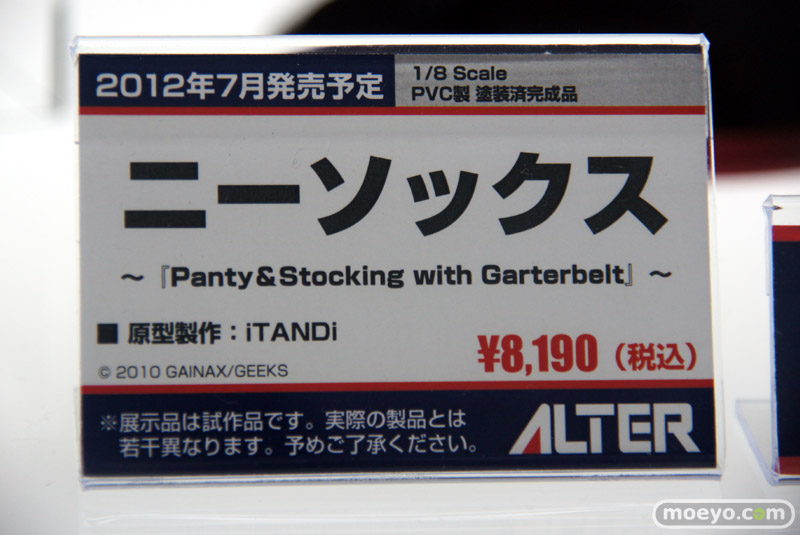 2012年7月発売予定
1/8 Scale
PVC製 塗装済完成品
ニーソックス
～『Panty&Stocking with Garterbelt』～
■ 原型製作：iTANDi
¥8,190（税込）
© 2010 GAINAX/GEEKS
※展示品は試作品です。実際の製品とは
若干異なります。予めご了承ください。
ALTER
moeyo.com